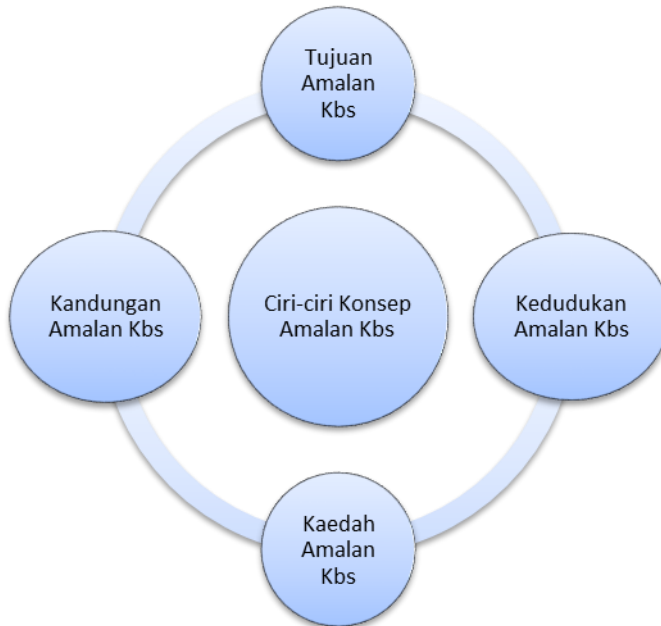 Tujuan
Amalan
Kbs
Kandungan
Amalan Kbs
Ciri-ciri Konsep
Amalan Kbs
Kedudukan
Amalan Kbs
Kaedah
Amalan
Kbs